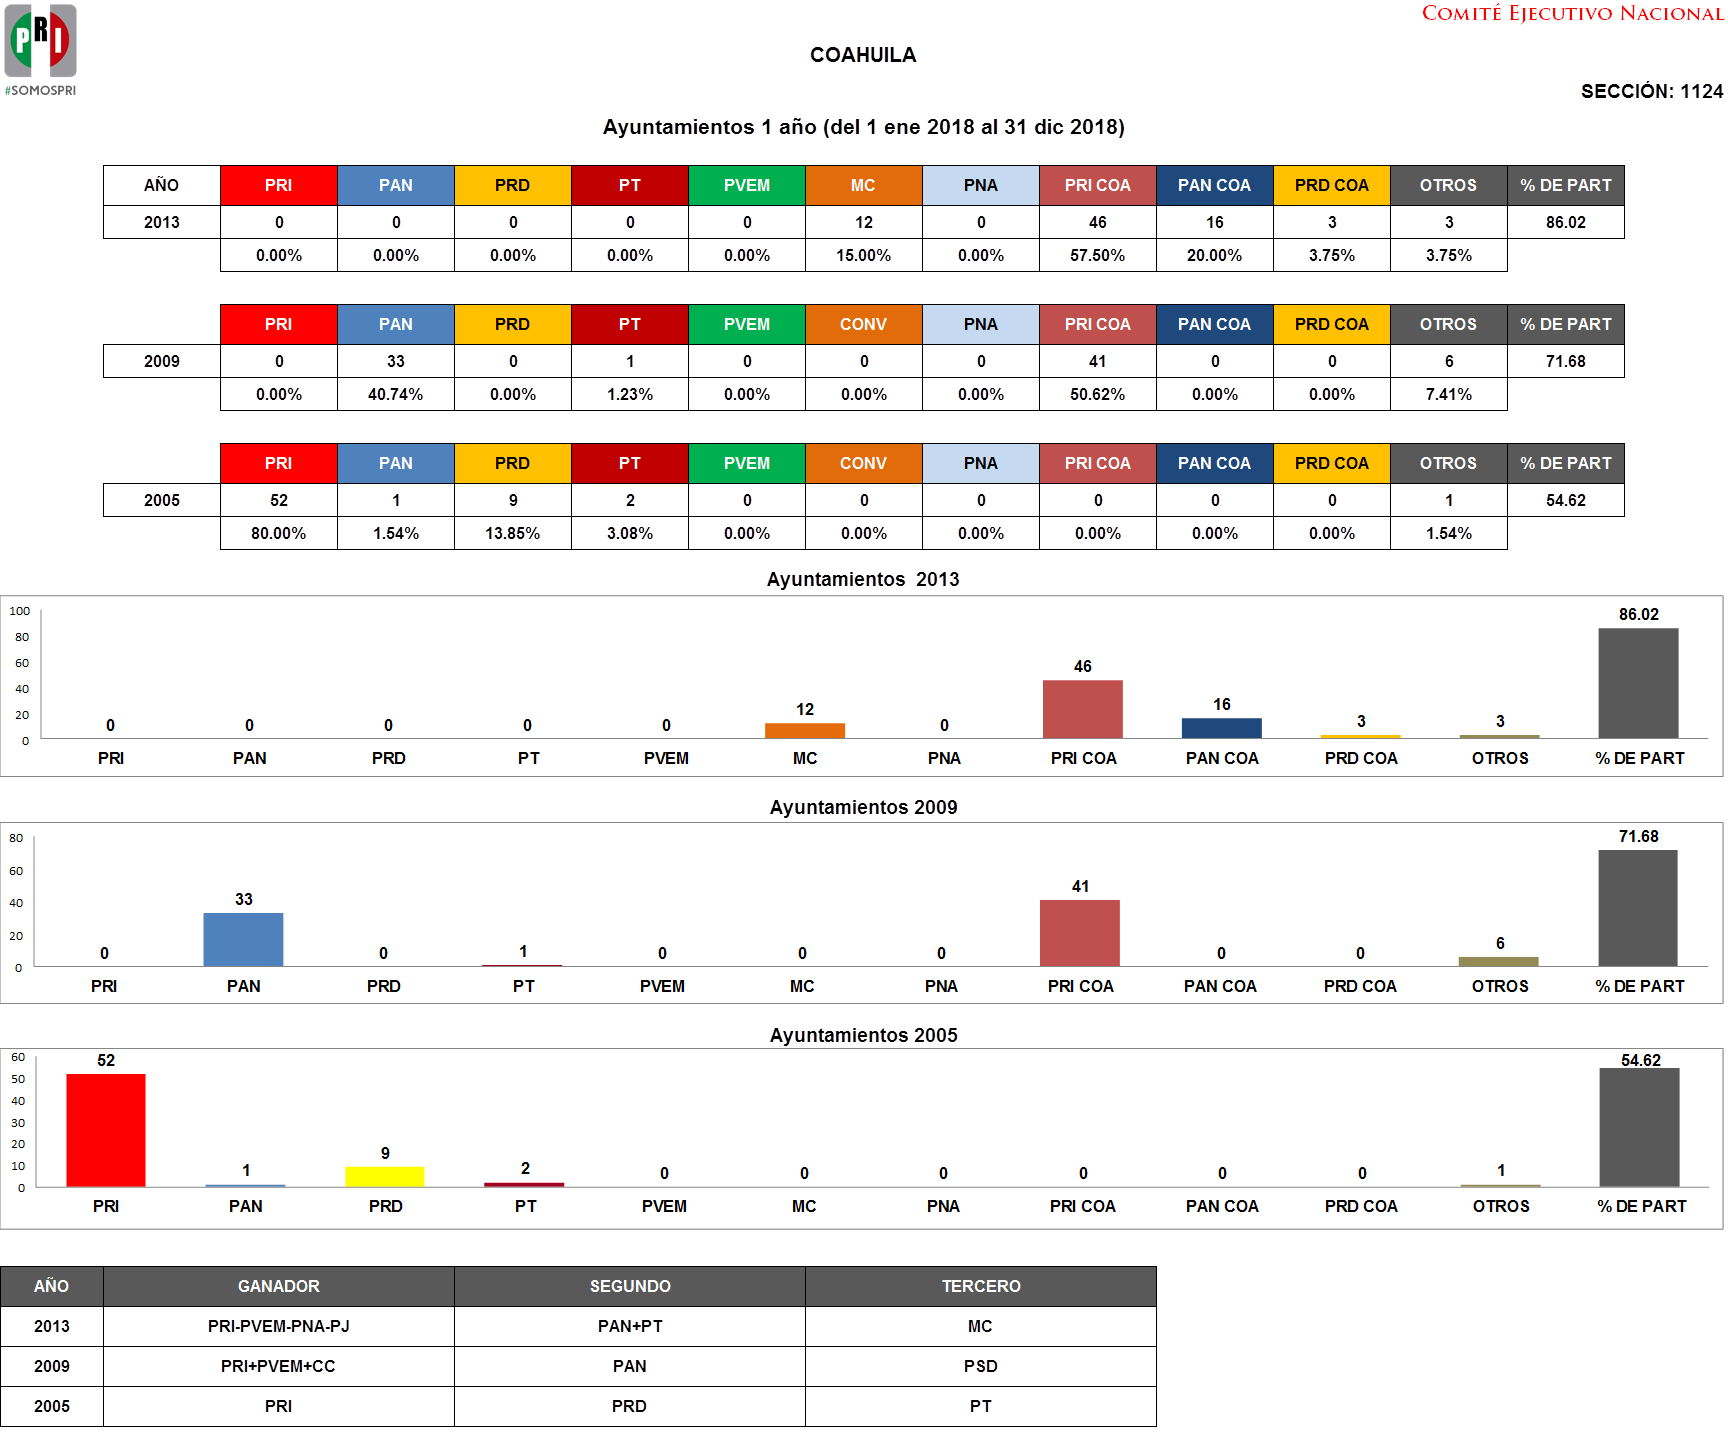 PRI
#SOMOSPRI
COMITÉ EJECUTIVO NACIONAL
COAHUILA
SECCIÓN: 1124
Ayuntamientos 1 año (del 1 ene 2018 al 31 dic 2018)
AÑO PRI PAN PRD PT PVEM MC PNA PRI COA PAN COA PRD COA OTROS % DE PART
2013 0 0 0 0 0 12 0 46 16 3 3 86.02
0.00% 0.00% 0.00% 0.00% 0.00% 15.00% 0.00% 57.50% 20.00% 3.75% 3.75%
PRI PAN PRD PT PVEM CONV PNA PRI COA PAN COA PRD COA OTROS % DE PART
2009 0 33 0 1 0 0 0 41 0 0 6 71.68
0.00% 40.74% 0.00% 1.23% 0.00% 0.00% 0.00% 50.62% 0.00% 0.00% 7.41%
PRI PAN PRD PT PVEM CONV PNA PRI COA PAN COA PRD COA OTROS % DE PART
2005 52 1 9 2 0 0 0 0 0 0 1 54.62
80.00% 1.54% 13.85% 3.08% 0.00% 0.00% 0.00% 0.00% 0.00% 0.00% 1.54%
Ayuntamientos 2013
100
80
60
40
20
0
0 0 0 0 0 12 0 46 16 3 3 86.02
PRI PAN PRD PT PVEM MC PNA PRI COA PAN COA PRD COA OTROS % DE PART
Ayuntamientos 2009
80
60
40
20
0
0 33 0 1 0 0 0 41 0 0 6 71.68
PRI PAN PRD PT PVEM MC PNA PRI COA PAN COA PRD COA OTROS % DE PART
Ayuntamientos 2005
60
50
40
30
20
10
0
52 1 9 2 0 0 0 0 0 0 1 54.62
PRI PAN PRD PT PVEM MC PNA PRI COA PAN COA PRD COA OTROS % DE PART
AÑO GANADOR SEGUNDO TERCERO
2013 PRI-PVEM-PNA-PJ PAN+PT MC
2009 PRI+PVEM+CC PAN PSD
2005 PRI PRD PT